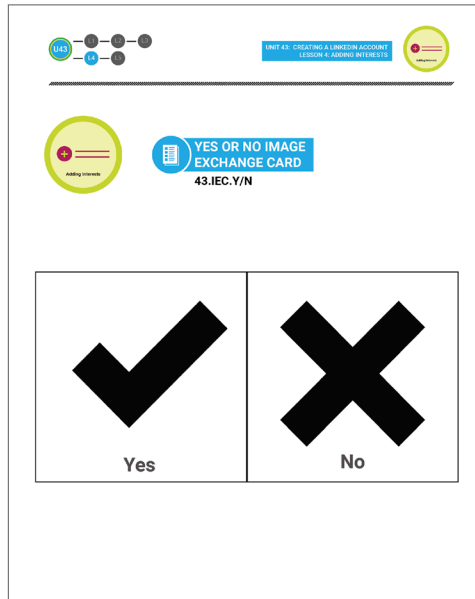 U43
L1
L2
L3
L4
L5
UNIT 43: CREATING A LINKEDIN ACCOUNT
LESSON 4: ADDING INTERESTS
Adding Interests
Adding Interests
YES OR NO IMAGE
EXCHANGE CARD
43.IEC.Y/N
Yes
No